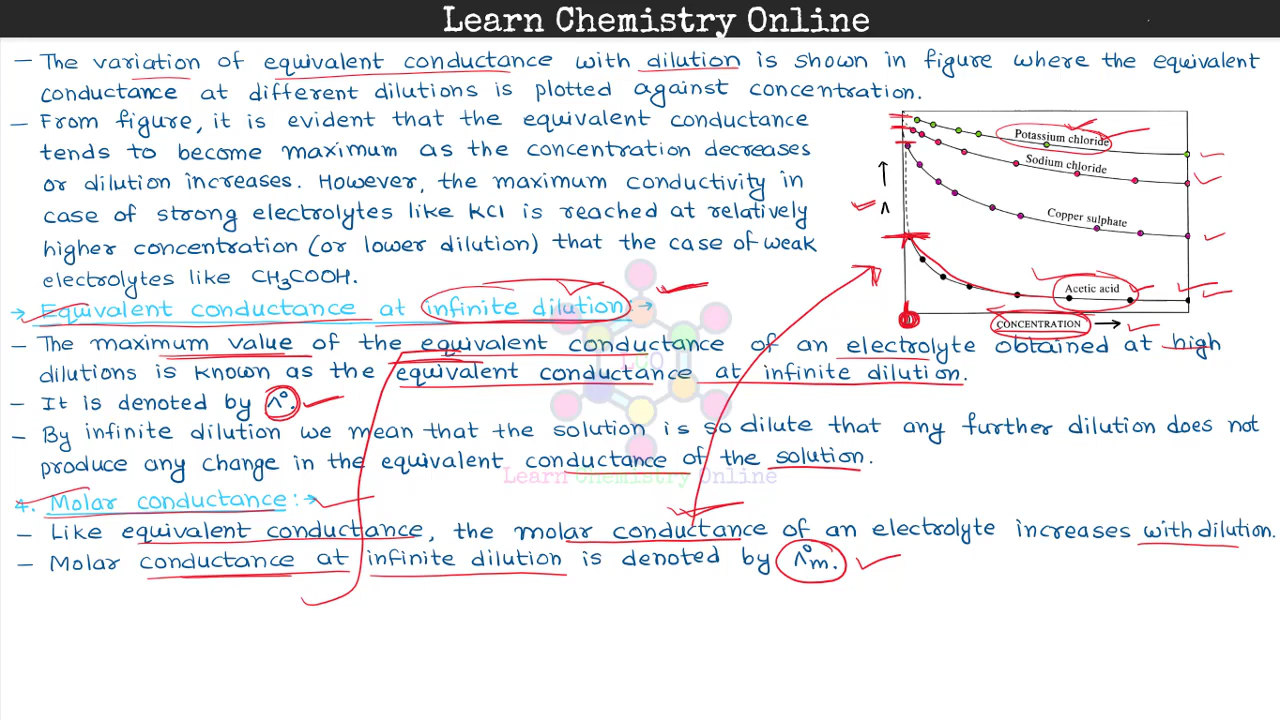 Learn Chemistry Online
– The variation of equivalent conductance with dilution is shown in figure where the equivalent
conductance at different dilutions is plotted against concentration.
– From figure, it is evident that the equivalent conductance
tends to become maximum as the concentration decreases
or dilution increases. However, the maximum conductivity in
case of strong electrolytes like KCl is reached at relatively
higher concentration (or lower dilution) that the case of weak
electrolytes like CH₃COOH.
Potassium chloride
Sodium chloride
Copper sulphate
Acetic acid
↑
Λ
CONCENTRATION →
O
→ Equivalent conductance at infinite dilution →
– The maximum value of the equivalent conductance of an electrolyte obtained at high
dilutions is known as the equivalent conductance at infinite dilution.
– It is denoted by Λ°.
– By infinite dilution we mean that the solution is so dilute that any further dilution does not
produce any change in the equivalent conductance of the solution.
LCO
Learn Chemistry Online
4. Molar conductance :→
– Like equivalent conductance, the molar conductance of an electrolyte increases with dilution.
– Molar conductance at infinite dilution is denoted by Λ°m.